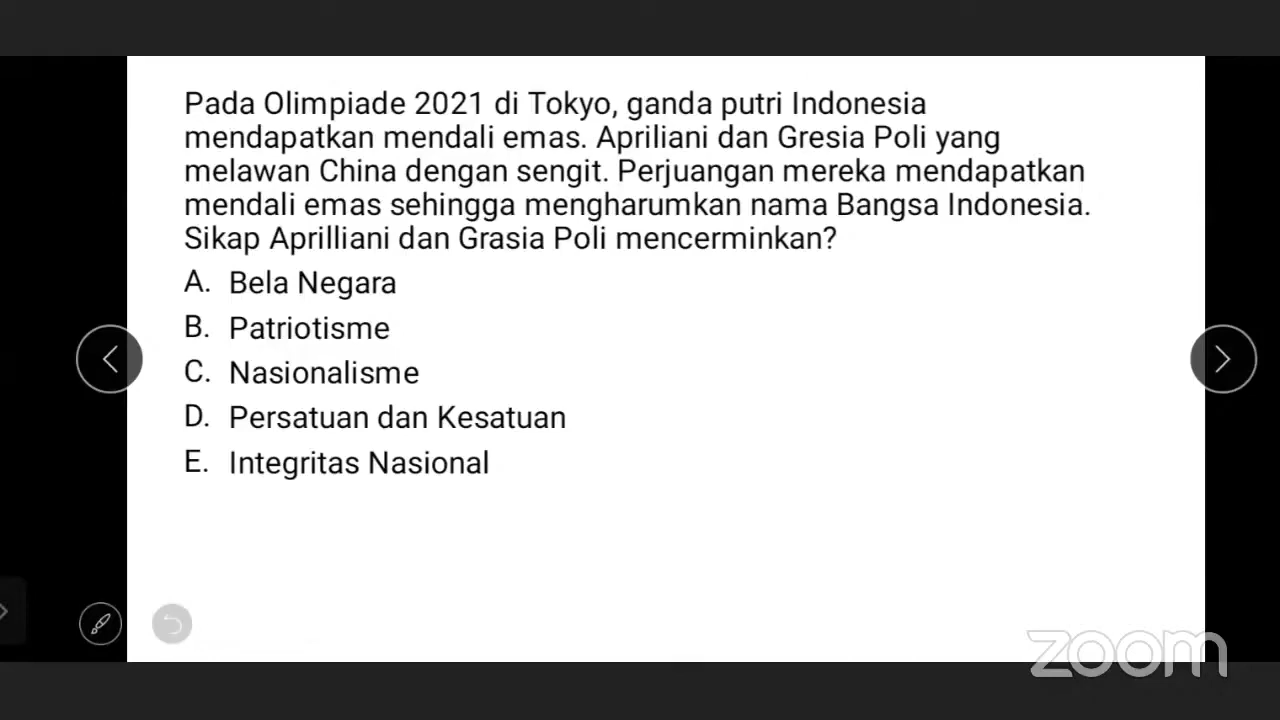 Pada Olimpiade 2021 di Tokyo, ganda putri Indonesia
mendapatkan mendali emas. Apriliani dan Gresia Poli yang
melawan China dengan sengit. Perjuangan mereka mendapatkan
mendali emas sehingga mengharumkan nama Bangsa Indonesia.
Sikap Aprilliani dan Grasia Poli mencerminkan?
A. Bela Negara
B. Patriotisme
C. Nasionalisme
D. Persatuan dan Kesatuan
E. Integritas Nasional
zoom